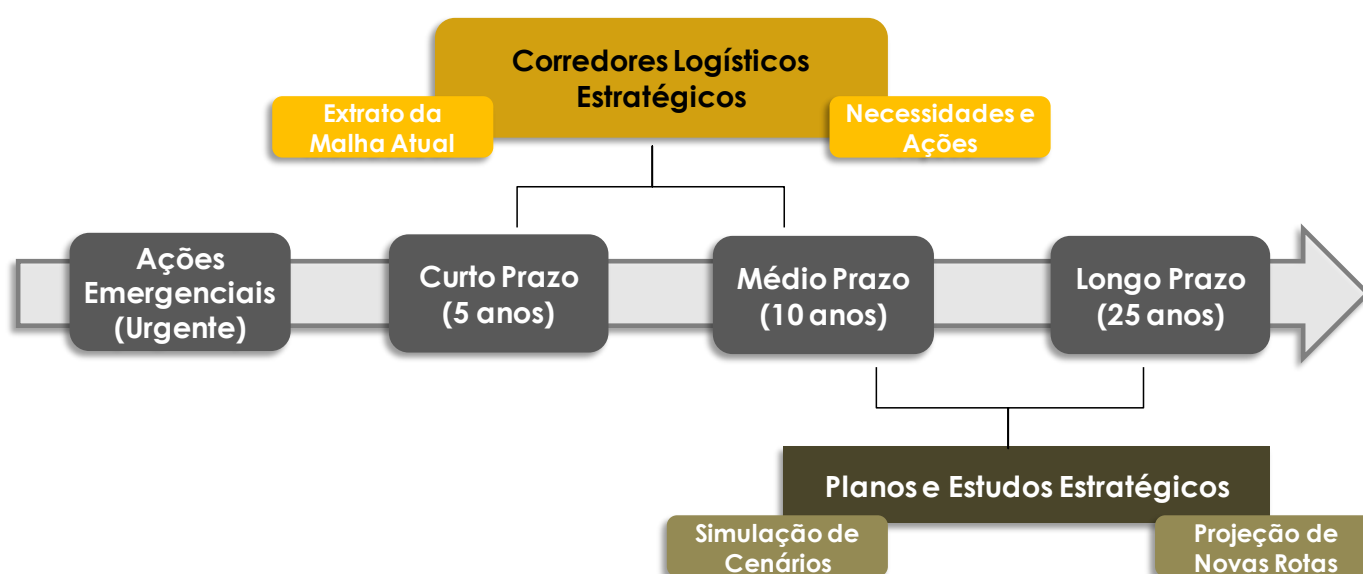 Corredores Logísticos
Estratégicos
Extrato da
Malha Atual
Necessidades e
Ações
Ações
Emergenciais
(Urgente)
Curto Prazo
(5 anos)
Médio Prazo
(10 anos)
Longo Prazo
(25 anos)
Planos e Estudos Estratégicos
Simulação de
Cenários
Projeção de
Novas Rotas